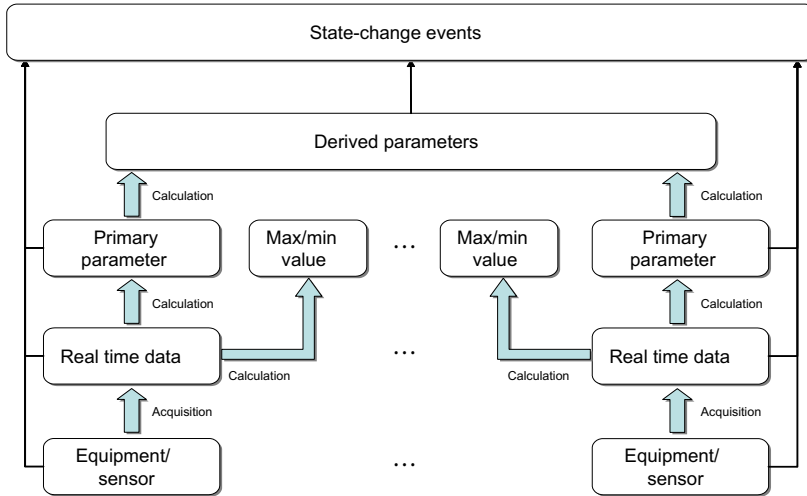 State-change events
Derived parameters
Calculation
Calculation
Primary
parameter
Max/min
value
...
Max/min
value
Primary
parameter
Calculation
Calculation
Real time data
...
Real time data
Calculation
Calculation
Acquisition
Acquisition
Equipment/
sensor
...
Equipment/
sensor